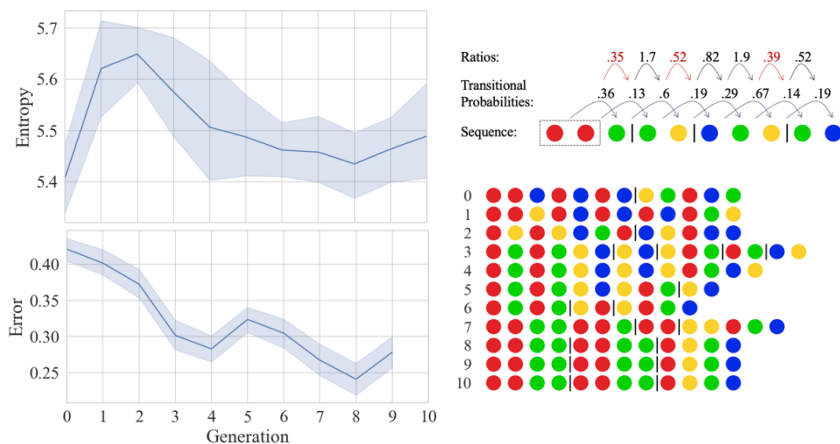 5.7
5.6
5.5
5.4
Entropy
0.40
0.35
0.30
0.25
Error
0 1 2 3 4 5 6 7 8 9 10
Generation
Ratios: .35 1.7 .52 .82 1.9 .39 .52
Transitional
Probabilities: .36 .13 .6 .19 .29 .67 .14 .19
Sequence:
0
1
2
3
4
5
6
7
8
9
10